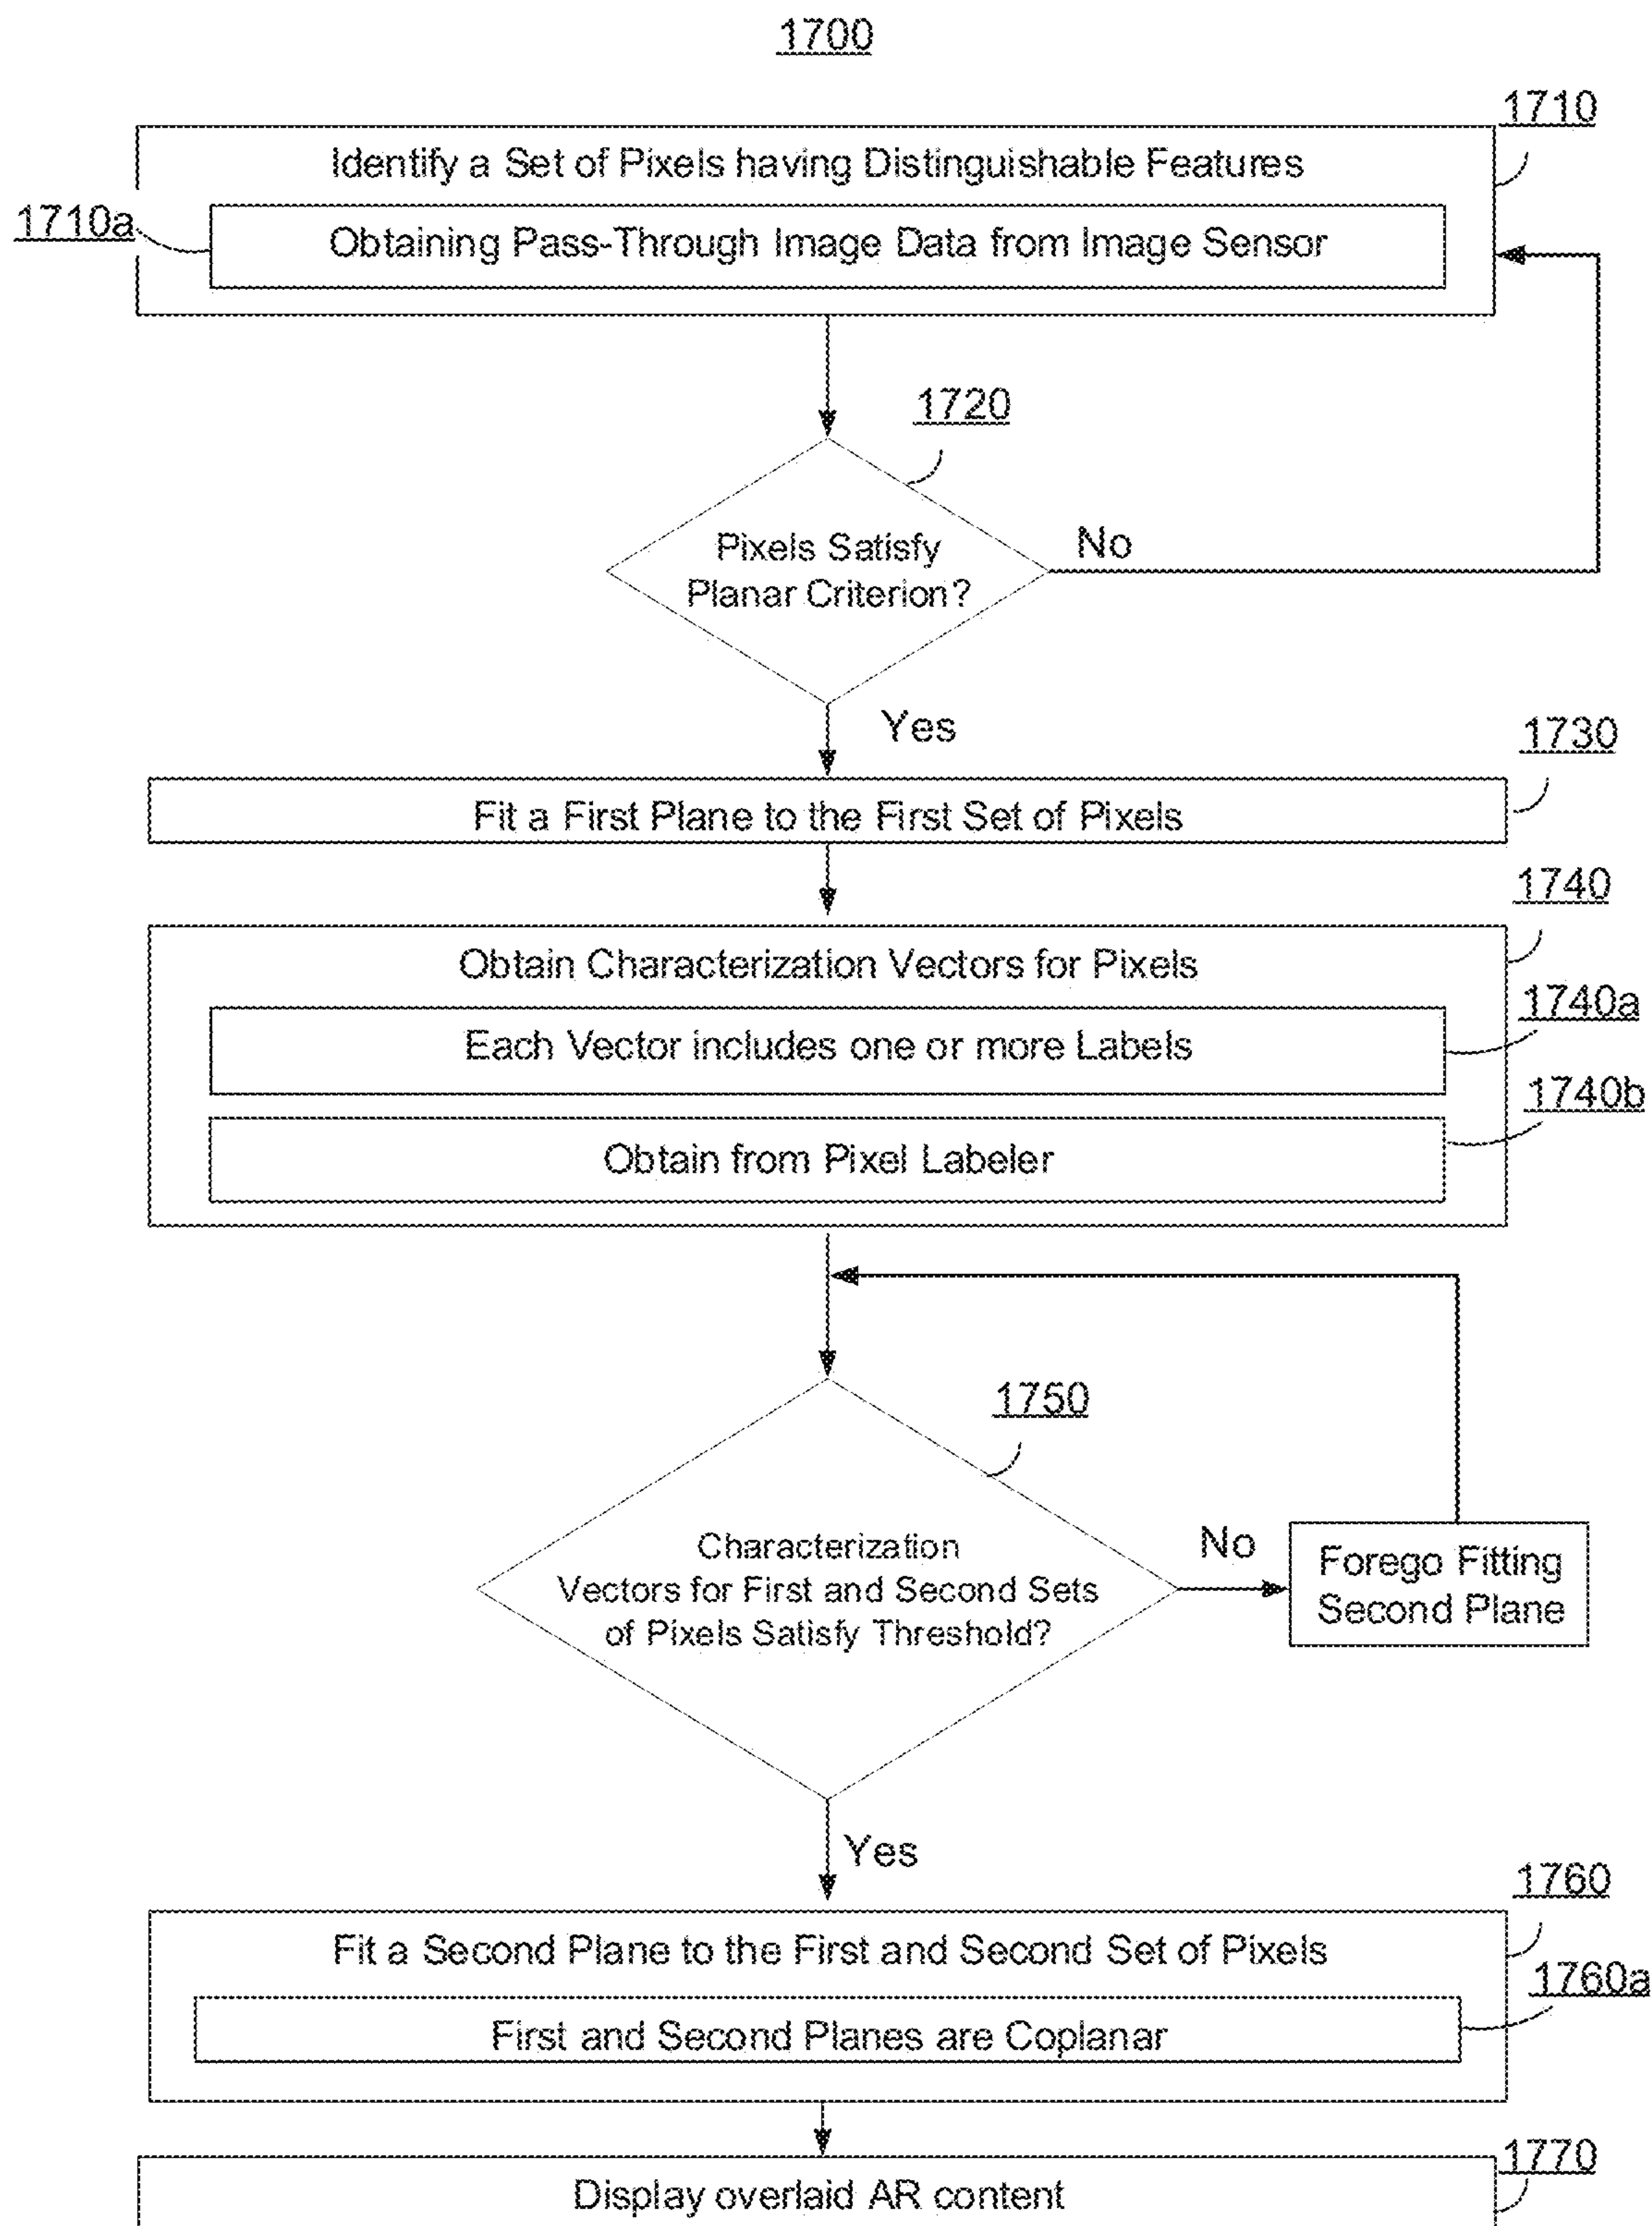 1700
1710
Identify a Set of Pixels having Distinguishable Features
1710a
Obtaining Pass-Through Image Data from Image Sensor
1720
Pixels Satisfy
Planar Criterion?
No
Yes
1730
Fit a First Plane to the First Set of Pixels
1740
Obtain Characterization Vectors for Pixels
1740a
Each Vector includes one or more Labels
1740b
Obtain from Pixel Labeler
1750
Characterization
Vectors for First and Second Sets
of Pixels Satisfy Threshold?
No
Forego Fitting
Second Plane
Yes
1760
Fit a Second Plane to the First and Second Set of Pixels
1760a
First and Second Planes are Coplanar
1770
Display overlaid AR content